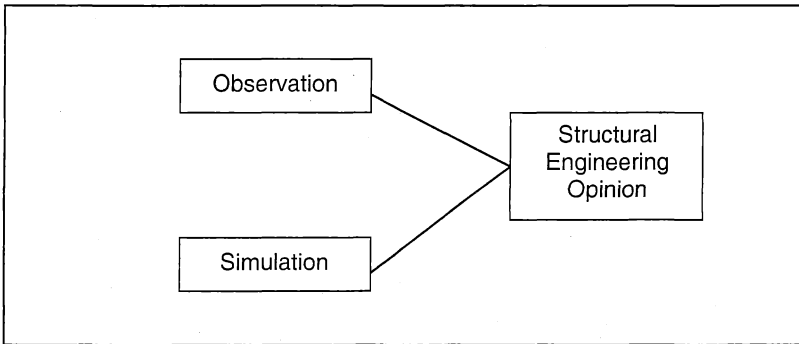 Observation
Structural
Engineering
Opinion
Simulation